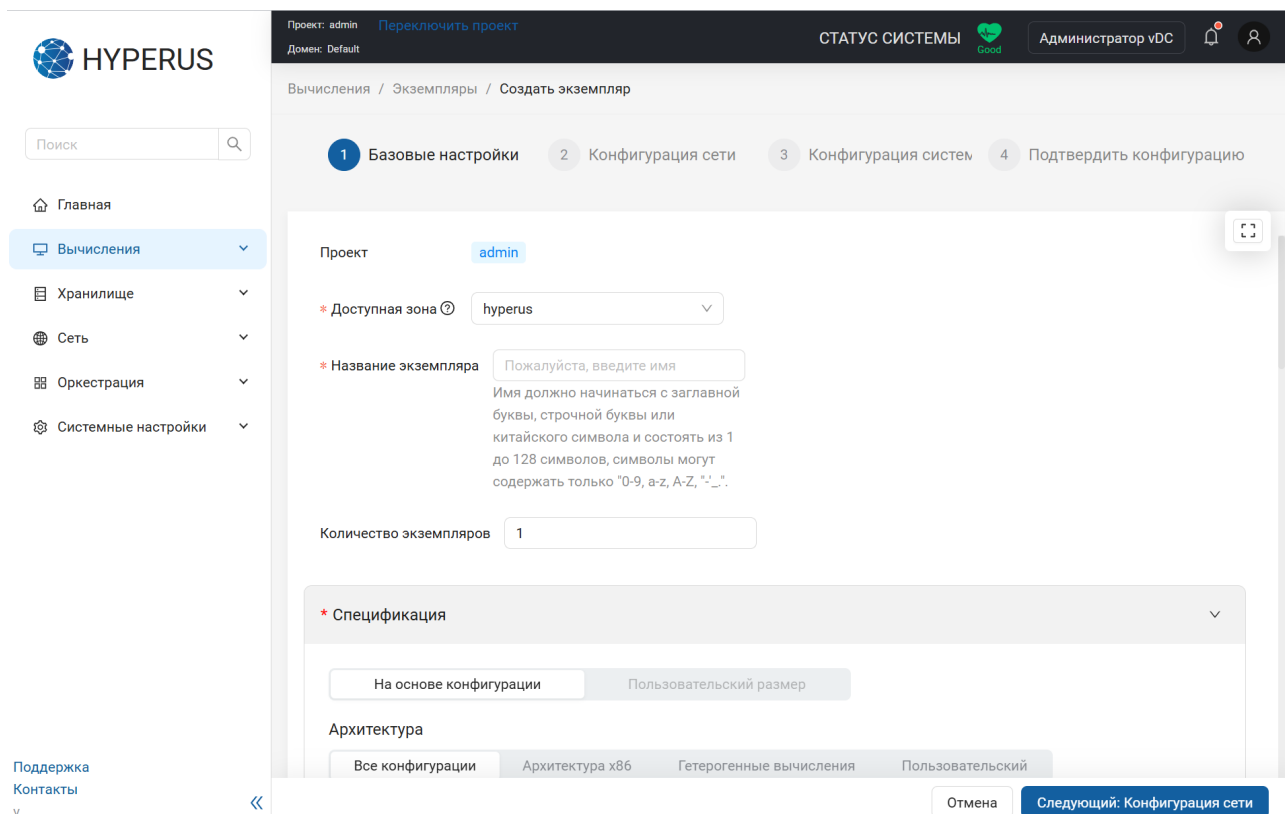 HYPERUS
Проект: admin Переключить проект
Домен: Default
СТАТУС СИСТЕМЫ
Good
Администратор vDC
Поиск
Главная
Вычисления
Хранилище
Сеть
Оркестрация
Системные настройки
Поддержка
Контакты
Вычисления / Экземпляры / Создать экземпляр
1 Базовые настройки 2 Конфигурация сети 3 Конфигурация систем 4 Подтвердить конфигурацию
Проект admin
* Доступная зона hyperus
* Название экземпляра Пожалуйста, введите имя
Имя должно начинаться с заглавной
буквы, строчной буквы или
китайского символа и состоять из 1
до 128 символов, символы могут
содержать только "0-9, a-z, A-Z, "-'_.".
Количество экземпляров 1
* Спецификация
На основе конфигурации Пользовательский размер
Архитектура
Все конфигурации Архитектура x86 Гетерогенные вычисления Пользовательский
Отмена Следующий: Конфигурация сети